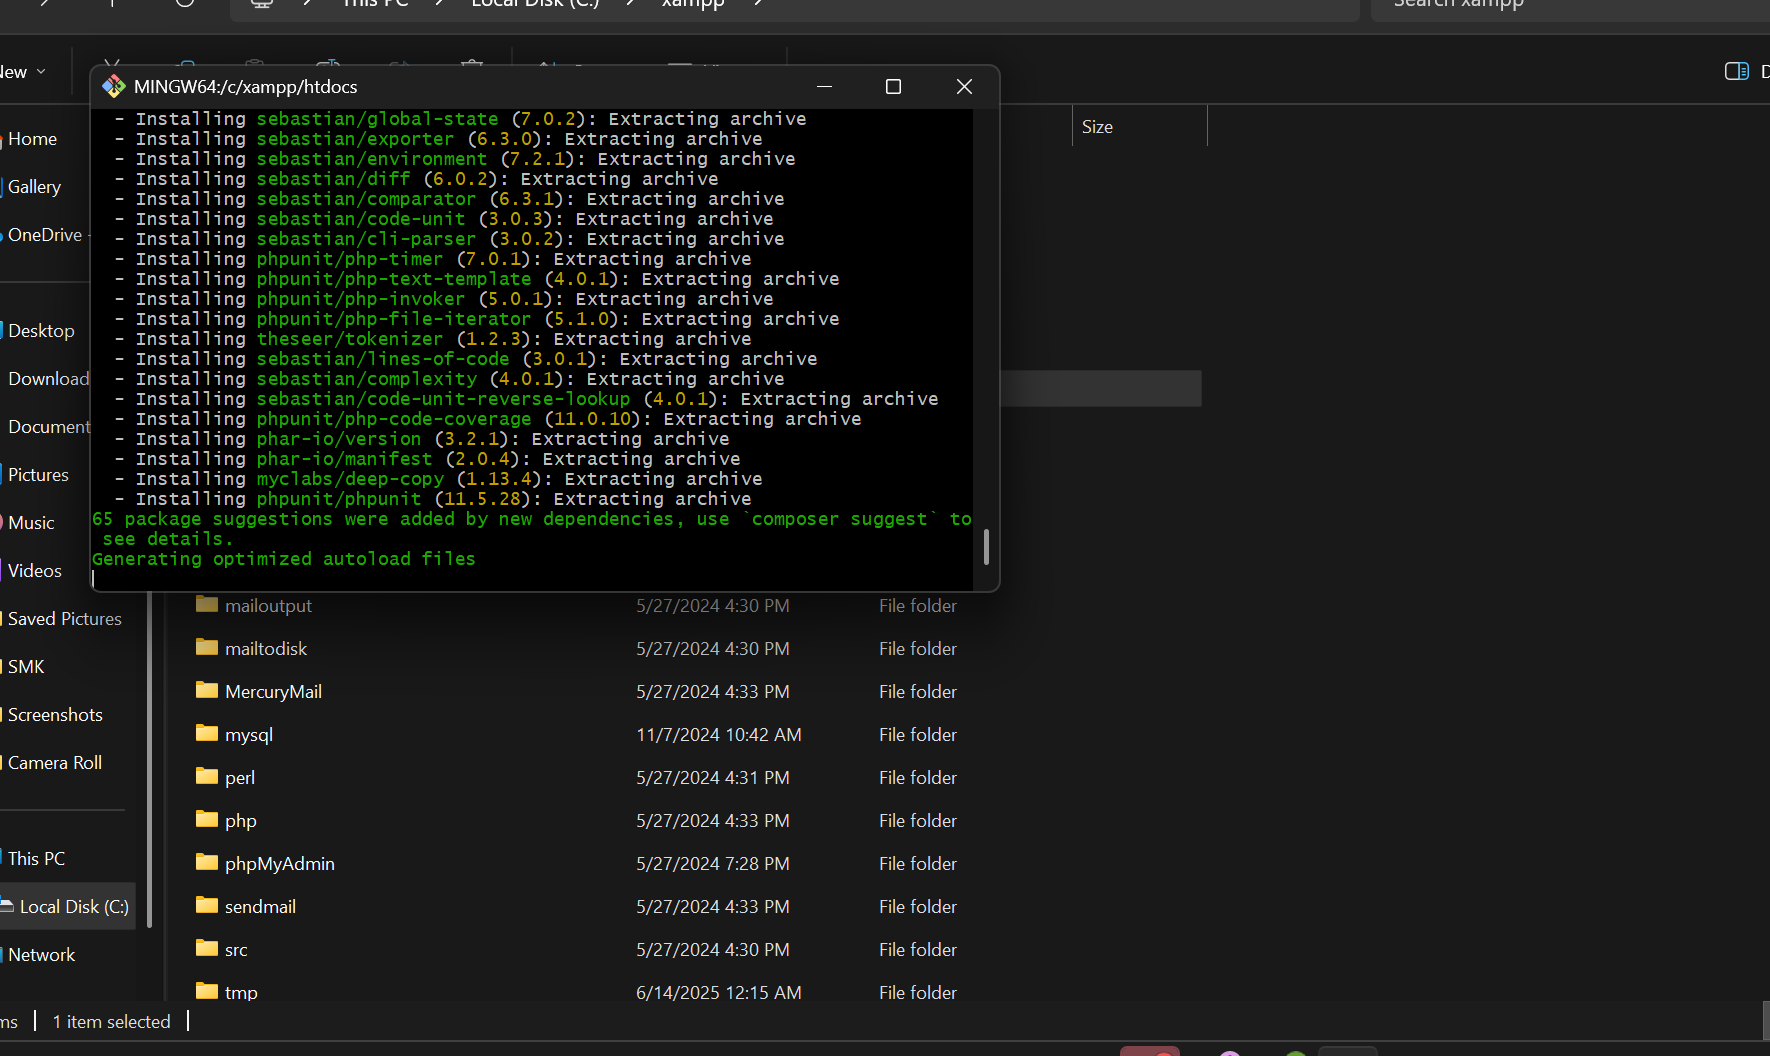 This PC
Local Disk (C:)
xampp
Search xampp
New
MINGW64:/c/xampp/htdocs
Size
Home
Gallery
OneDrive -
Desktop
Download
Document
Pictures
Music
Videos
Saved Pictures
SMK
Screenshots
Camera Roll
This PC
Local Disk (C:)
Network
- Installing sebastian/global-state (7.0.2): Extracting archive
- Installing sebastian/exporter (6.3.0): Extracting archive
- Installing sebastian/environment (7.2.1): Extracting archive
- Installing sebastian/diff (6.0.2): Extracting archive
- Installing sebastian/comparator (6.3.1): Extracting archive
- Installing sebastian/code-unit (3.0.3): Extracting archive
- Installing sebastian/cli-parser (3.0.2): Extracting archive
- Installing phpunit/php-timer (7.0.1): Extracting archive
- Installing phpunit/php-text-template (4.0.1): Extracting archive
- Installing phpunit/php-invoker (5.0.1): Extracting archive
- Installing phpunit/php-file-iterator (5.1.0): Extracting archive
- Installing theseer/tokenizer (1.2.3): Extracting archive
- Installing sebastian/lines-of-code (3.0.1): Extracting archive
- Installing sebastian/complexity (4.0.1): Extracting archive
- Installing sebastian/code-unit-reverse-lookup (4.0.1): Extracting archive
- Installing phpunit/php-code-coverage (11.0.10): Extracting archive
- Installing phar-io/version (3.2.1): Extracting archive
- Installing phar-io/manifest (2.0.4): Extracting archive
- Installing myclabs/deep-copy (1.13.4): Extracting archive
- Installing phpunit/phpunit (11.5.28): Extracting archive
65 package suggestions were added by new dependencies, use `composer suggest` to
see details.
Generating optimized autoload files
mailoutput 5/27/2024 4:30 PM File folder
mailtodisk 5/27/2024 4:30 PM File folder
MercuryMail 5/27/2024 4:33 PM File folder
mysql 11/7/2024 10:42 AM File folder
perl 5/27/2024 4:31 PM File folder
php 5/27/2024 4:33 PM File folder
phpMyAdmin 5/27/2024 7:28 PM File folder
sendmail 5/27/2024 4:33 PM File folder
src 5/27/2024 4:30 PM File folder
tmp 6/14/2025 12:15 AM File folder
1 item selected